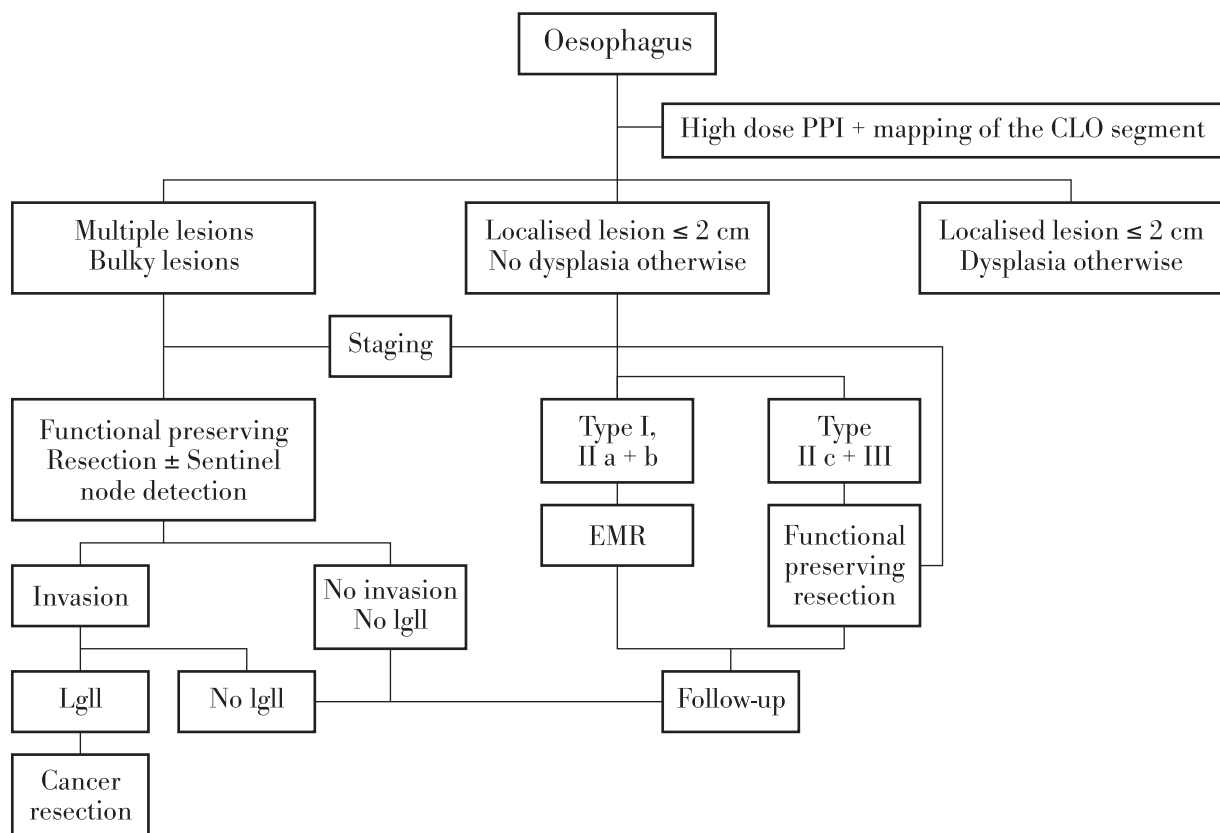 Oesophagus
High dose PPI + mapping of the CLO segment
Multiple lesions
Bulky lesions
Localised lesion ≤ 2 cm
No dysplasia otherwise
Localised lesion ≤ 2 cm
Dysplasia otherwise
Staging
Functional preserving
Resection ± Sentinel
node detection
Type I,
II a + b
Type
II c + III
EMR
Functional
preserving
resection
Invasion
No invasion
No lgll
Lgll
No lgll
Follow-up
Cancer
resection